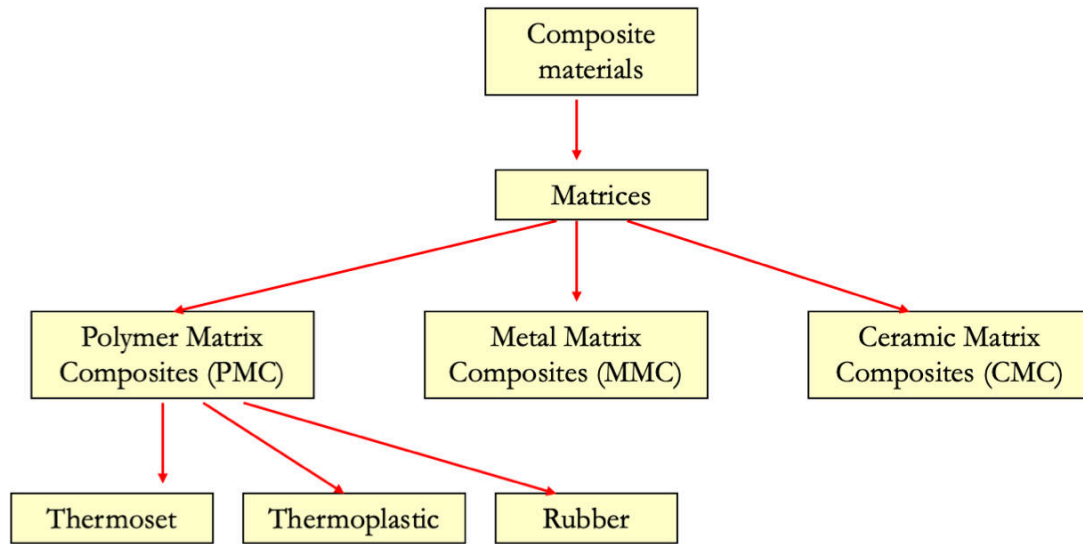 Composite
materials
Matrices
Polymer Matrix
Composites (PMC)
Metal Matrix
Composites (MMC)
Ceramic Matrix
Composites (CMC)
Thermoset
Thermoplastic
Rubber